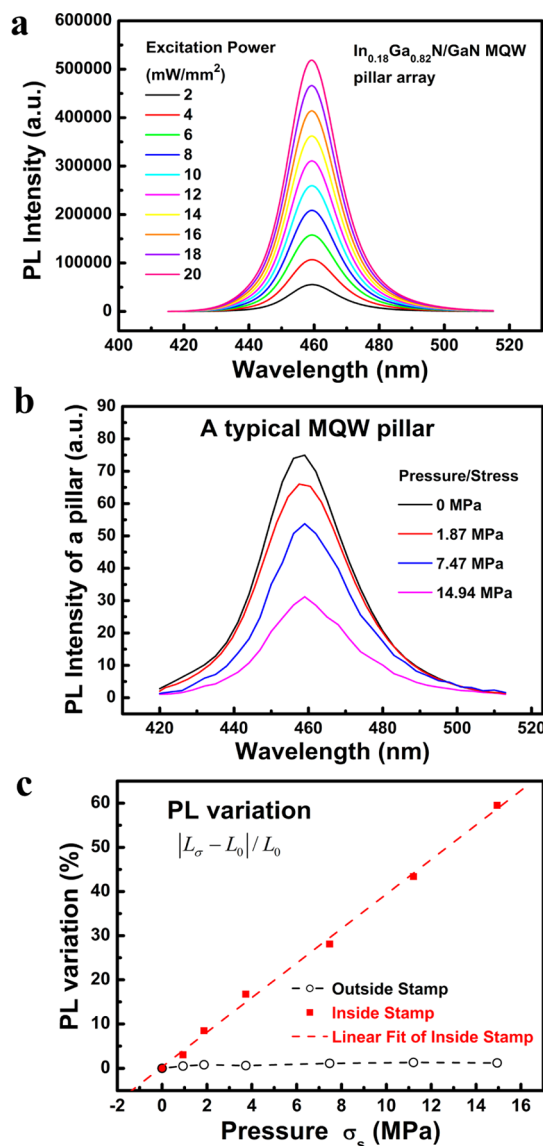 a
Excitation Power
(mW/mm²)
2
4
6
8
10
12
14
16
18
20
In₀.₁₈Ga₀.₈₂N/GaN MQW
pillar array
600000
500000
400000
300000
200000
100000
0
PL Intensity (a.u.)
400 420 440 460 480 500 520
Wavelength (nm)
b
A typical MQW pillar
Pressure/Stress
0 MPa
1.87 MPa
7.47 MPa
14.94 MPa
90
80
70
60
50
40
30
20
10
0
PL Intensity of a pillar (a.u.)
420 440 460 480 500 520
Wavelength (nm)
c
PL variation
|Lσ − L₀| / L₀
60
50
40
30
20
10
0
PL variation (%)
Outside Stamp
Inside Stamp
Linear Fit of Inside Stamp
-2 0 2 4 6 8 10 12 14 16
Pressure σₛ (MPa)